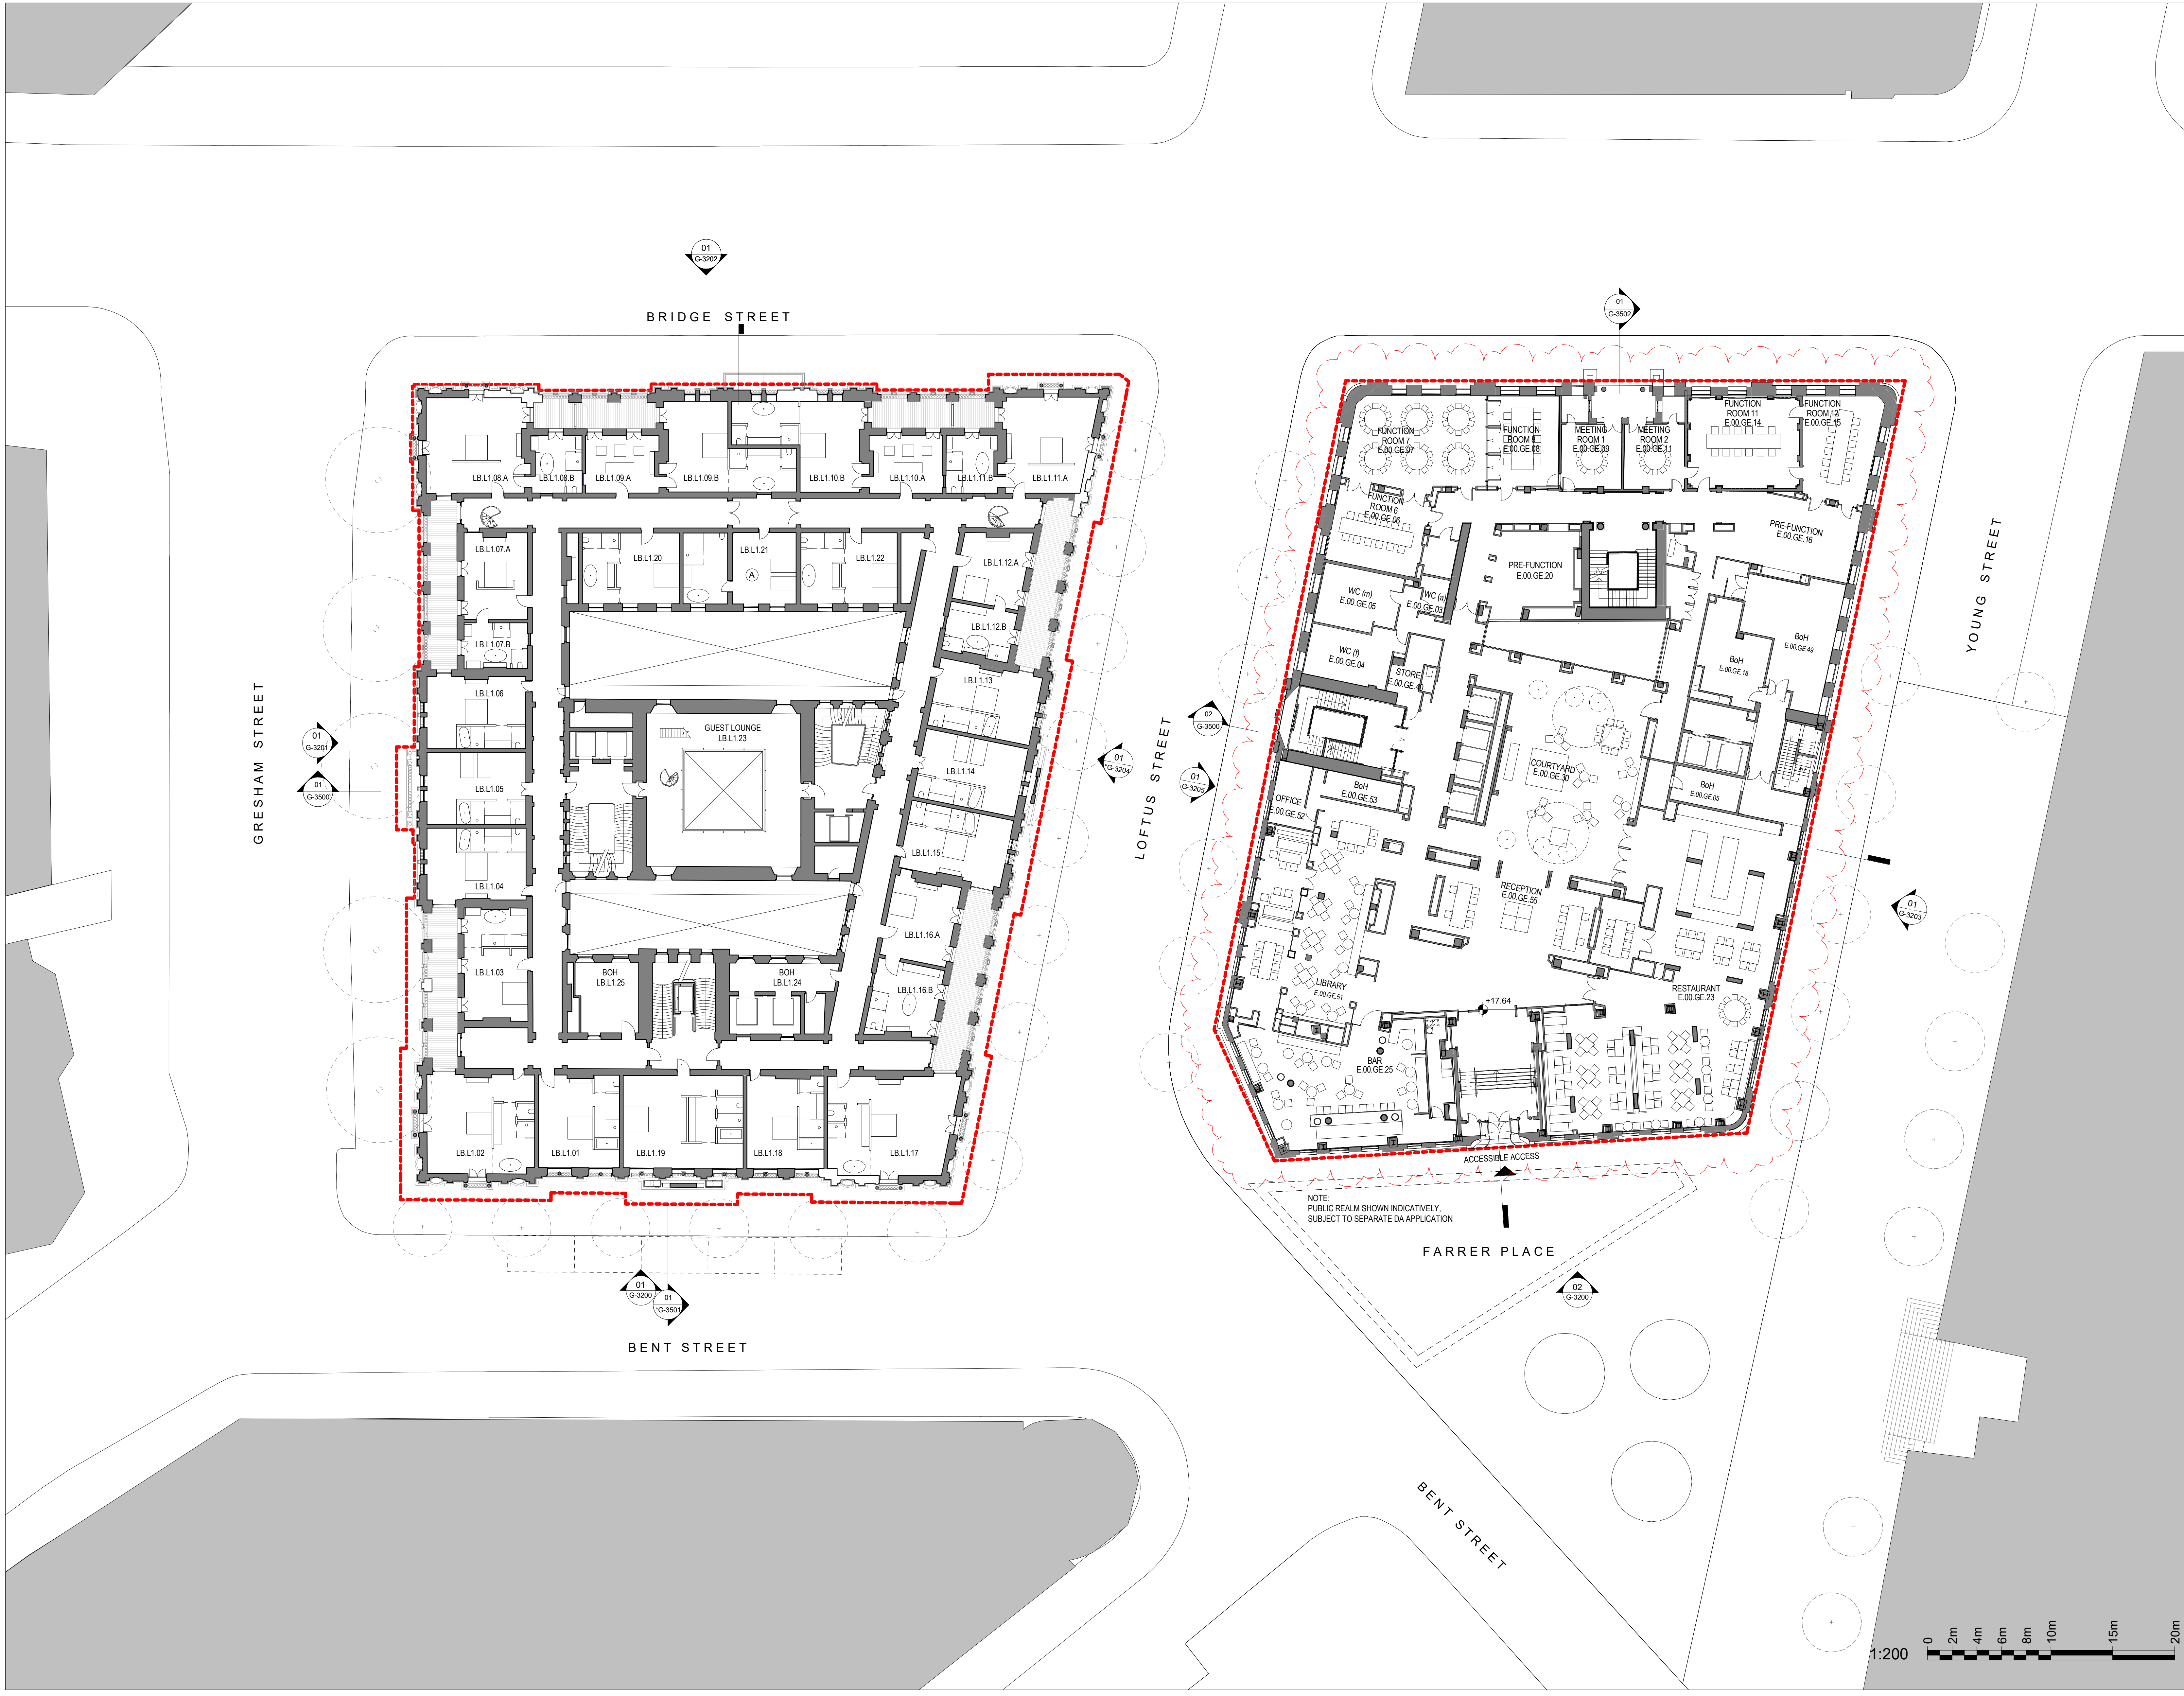 01
G-3202
BRIDGE STREET
01
G-3502
LB.L1.08.A
LB.L1.08.B
LB.L1.09.A
LB.L1.09.B
LB.L1.10.B
LB.L1.10.A
LB.L1.11.B
LB.L1.11.A
LB.L1.07.A
LB.L1.20
LB.L1.21
A
LB.L1.22
LB.L1.12.A
LB.L1.12.B
LB.L1.07.B
LB.L1.06
LB.L1.13
GUEST LOUNGE
LB.L1.23
LB.L1.05
LB.L1.14
LB.L1.04
LB.L1.15
LB.L1.03
LB.L1.16.A
LB.L1.16.B
BOH
LB.L1.25
BOH
LB.L1.24
LB.L1.02
LB.L1.01
LB.L1.19
LB.L1.18
LB.L1.17
GRESHAM STREET
01
G-3201
01
G-3500
01
*G-3204
LOFTUS STREET
02
G-3500
01
G-3205
01
G-3200
01
*G-3501
BENT STREET
FUNCTION
ROOM 7
E.00.GE.07
FUNCTION
ROOM 8
E.00.GE.08
MEETING
ROOM 1
E.00.GE.09
MEETING
ROOM 2
E.00.GE.11
FUNCTION
ROOM 11
E.00.GE.14
FUNCTION
ROOM 12
E.00.GE.15
FUNCTION
ROOM 6
E.00.GE.06
PRE-FUNCTION
E.00.GE.16
PRE-FUNCTION
E.00.GE.20
WC (m)
E.00.GE.05
WC (a)
E.00.GE.03
WC (f)
E.00.GE.04
STORE
E.00.GE.40
BoH
E.00.GE.49
BoH
E.00.GE.18
COURTYARD
E.00.GE.30
BoH
E.00.GE.53
OFFICE
E.00.GE.52
BoH
E.00.GE.05
RECEPTION
E.00.GE.55
LIBRARY
E.00.GE.51
+17.64
RESTAURANT
E.00.GE.23
BAR
E.00.GE.25
YOUNG STREET
01
G-3203
ACCESSIBLE ACCESS
NOTE:
PUBLIC REALM SHOWN INDICATIVELY,
SUBJECT TO SEPARATE DA APPLICATION
FARRER PLACE
02
G-3200
BENT STREET
1:200
0
2m
4m
6m
8m
10m
15m
20m